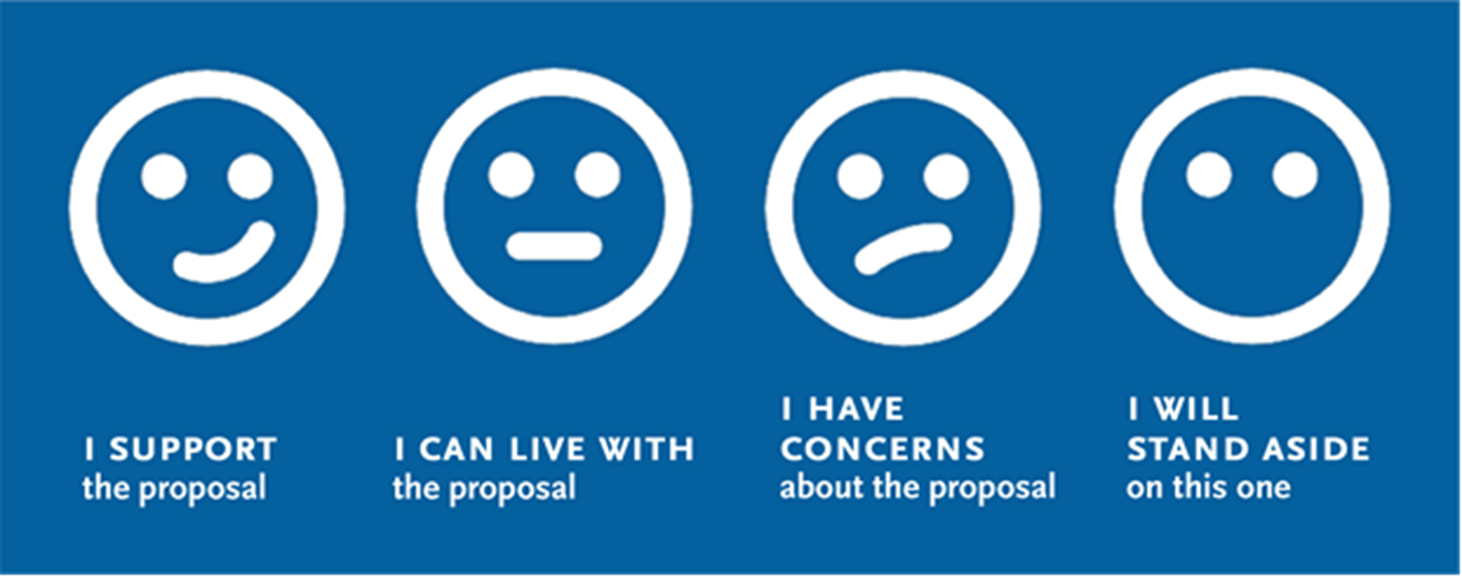 I SUPPORT
the proposal
I CAN LIVE WITH
the proposal
I HAVE
CONCERNS
about the proposal
I WILL
STAND ASIDE
on this one